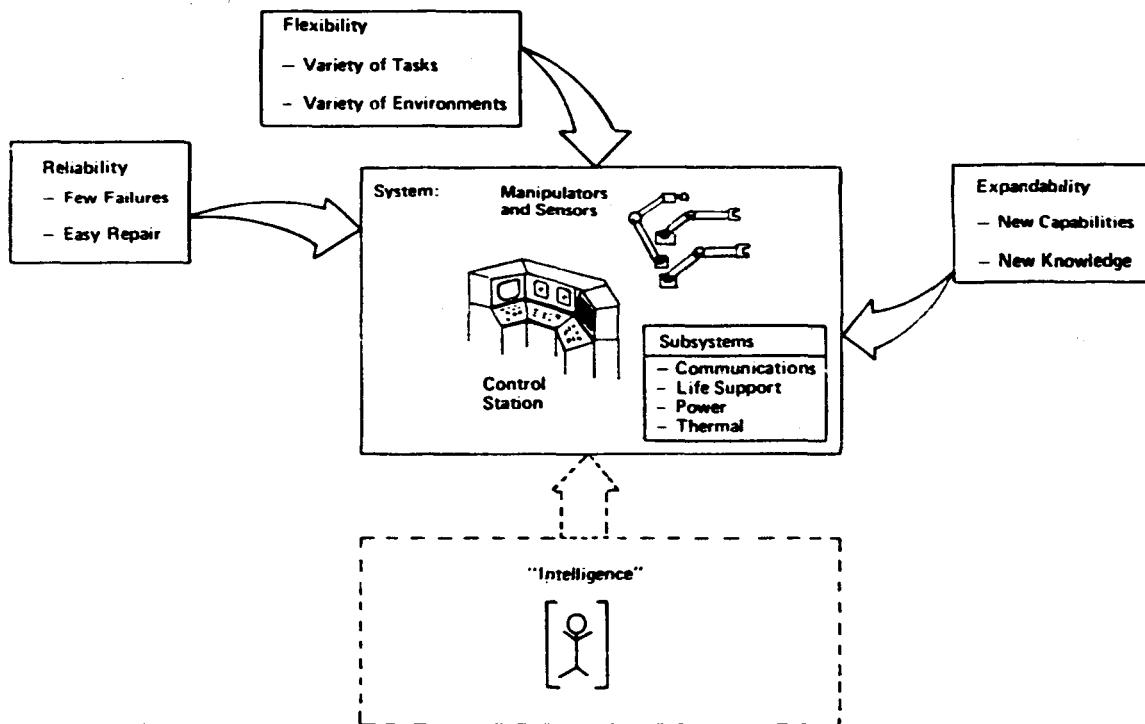 Flexibility
– Variety of Tasks
– Variety of Environments
Reliability
– Few Failures
– Easy Repair
System:
Manipulators
and Sensors
Control
Station
Subsystems
– Communications
– Life Support
– Power
– Thermal
Expandability
– New Capabilities
– New Knowledge
"Intelligence"